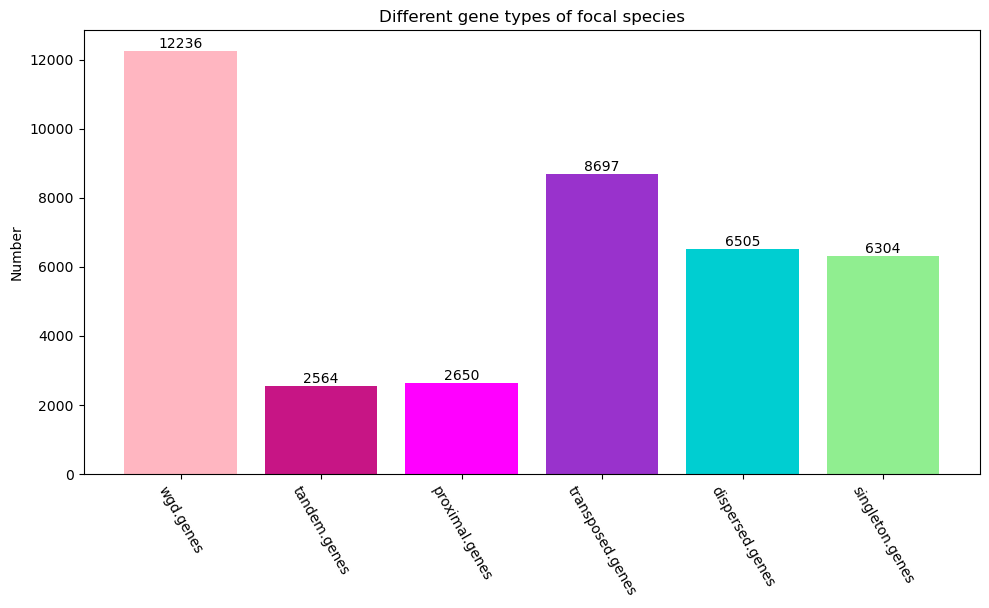 Different gene types of focal species
Number
12000
10000
8000
6000
4000
2000
0
12236
2564
2650
8697
6505
6304
wgd.genes
tandem.genes
proximal.genes
transposed.genes
dispersed.genes
singleton.genes